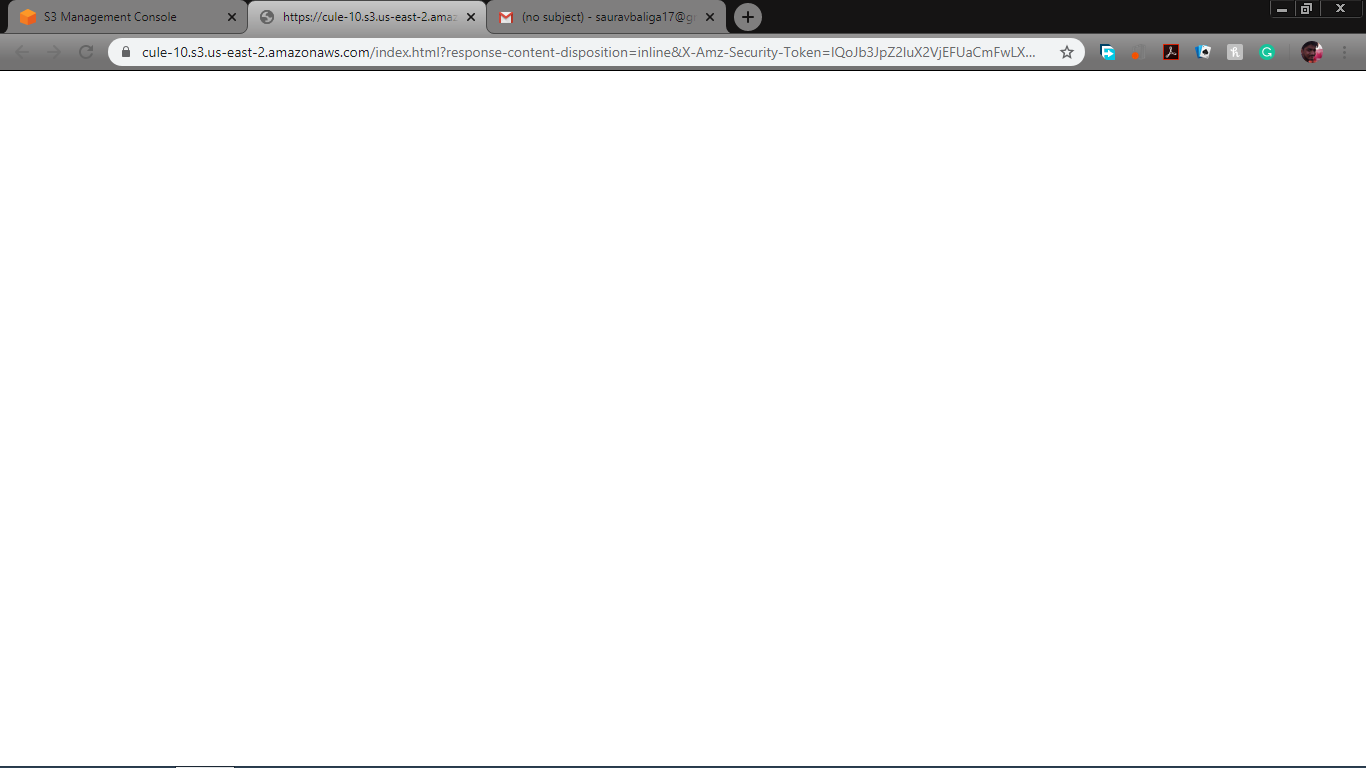 S3 Management Console
https://cule-10.s3.us-east-2.amaz
(no subject) - sauravbaliga17@g
cule-10.s3.us-east-2.amazonaws.com/index.html?response-content-disposition=inline&X-Amz-Security-Token=IQoJb3JpZ2luX2VjEFUaCmFwLX...